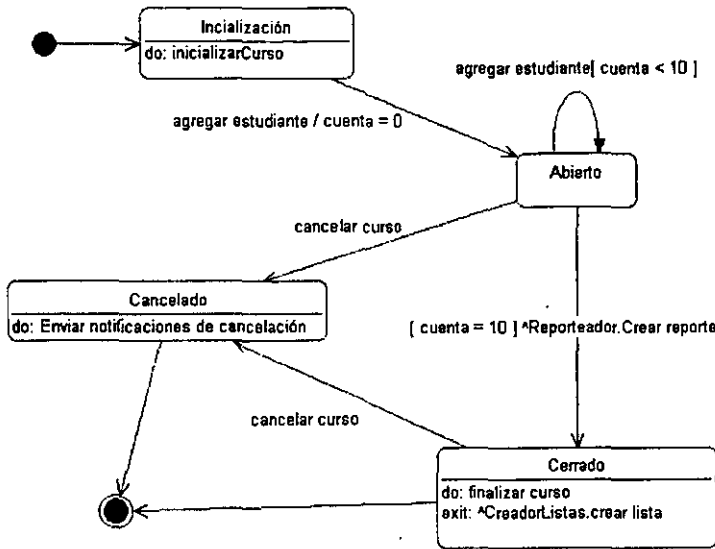 Incialización
do: inicializarCurso
agregar estudiante[ cuenta < 10 ]
agregar estudiante / cuenta = 0
Abierto
cancelar curso
Cancelado
do: Enviar notificaciones de cancelación
[ cuenta = 10 ] ^Reporteador.Crear reporte
cancelar curso
Cerrado
do: finalizar curso
exit: ^CreadorListas.crear lista